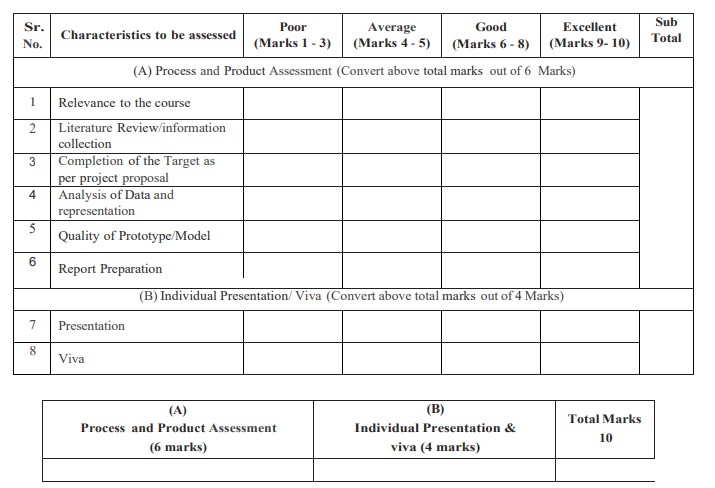 Sr. No. Characteristics to be assessed Poor (Marks 1 - 3) Average (Marks 4 - 5) Good (Marks 6 - 8) Excellent (Marks 9- 10) Sub Total
(A) Process and Product Assessment (Convert above total marks out of 6 Marks)
1 Relevance to the course
2 Literature Review/information
collection
3 Completion of the Target as
per project proposal
4 Analysis of Data and
representation
5 Quality of Prototype/Model
6 Report Preparation
(B) Individual Presentation/ Viva (Convert above total marks out of 4 Marks)
7 Presentation
8 Viva
(A)
Process and Product Assessment
(6 marks)
(B)
Individual Presentation &
viva (4 marks)
Total Marks
10